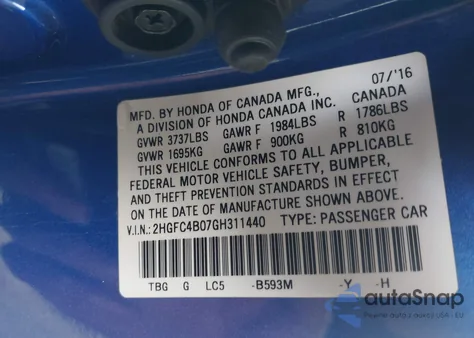 07/'16
MFD. BY HONDA OF CANADA MFG.,
A DIVISION OF HONDA CANADA INC. CANADA
GVWR 3737LBS GAWR F 1984LBS R 1786LBS
GVWR 1695KG GAWR F 900KG R 810KG
THIS VEHICLE CONFORMS TO ALL APPLICABLE
FEDERAL MOTOR VEHICLE SAFETY, BUMPER,
AND THEFT PREVENTION STANDARDS IN EFFECT
ON THE DATE OF MANUFACTURE SHOWN ABOVE.
V.I.N.: 2HGFC4B07GH311440 TYPE: PASSENGER CAR
TBG G LC5 -B593M -Y -H
autaSnap